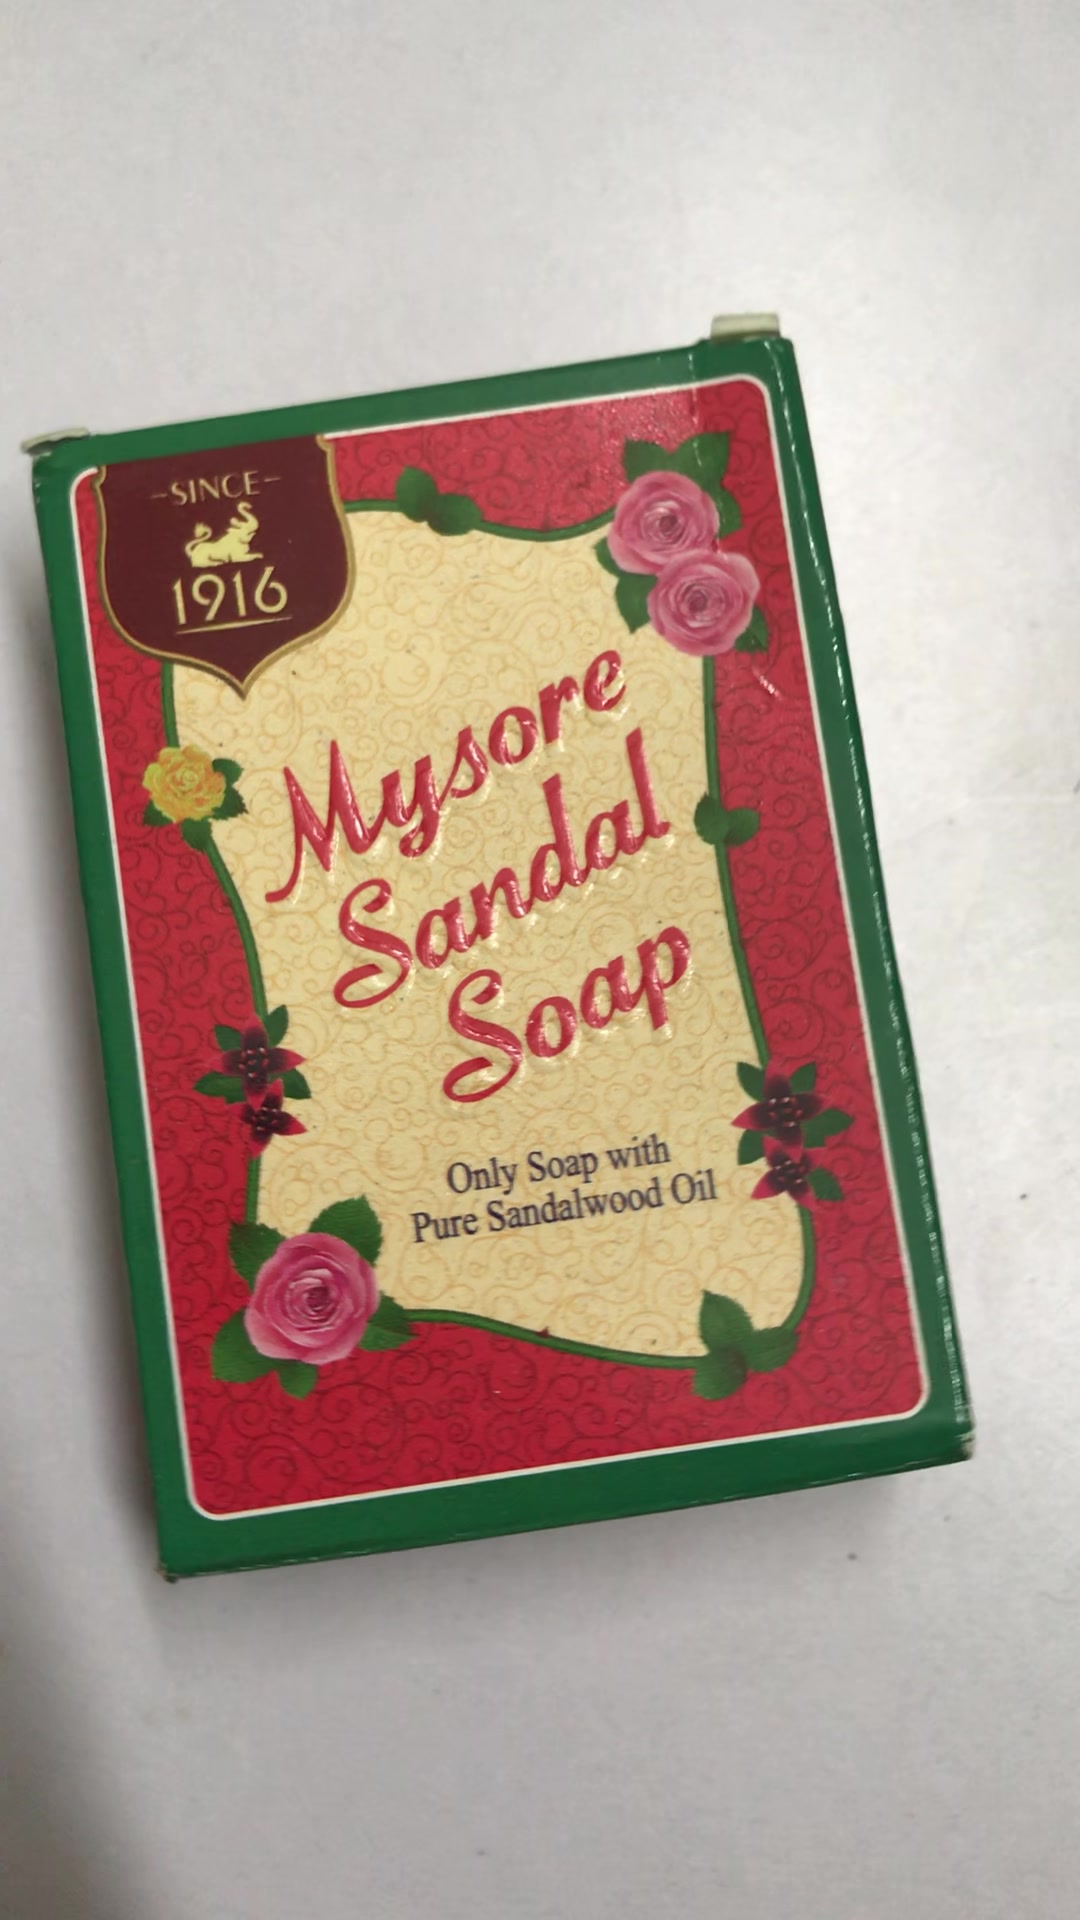 -SINCE-
1916
Mysore
Sandal
Soap
Only Soap with
Pure Sandalwood Oil